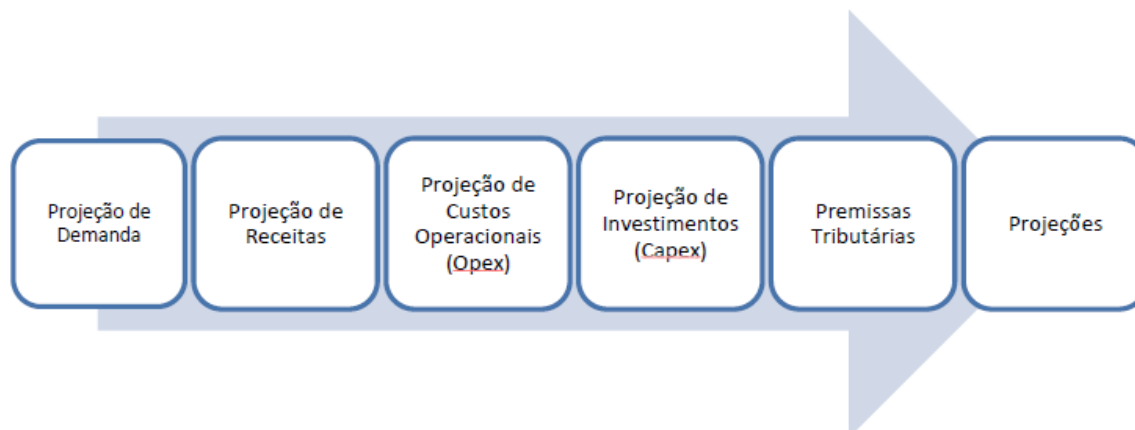 Projeção de
Demanda
Projeção de
Receitas
Projeção de
Custos
Operacionais
(Opex)
Projeção de
Investimentos
(Capex)
Premissas
Tributárias
Projeções